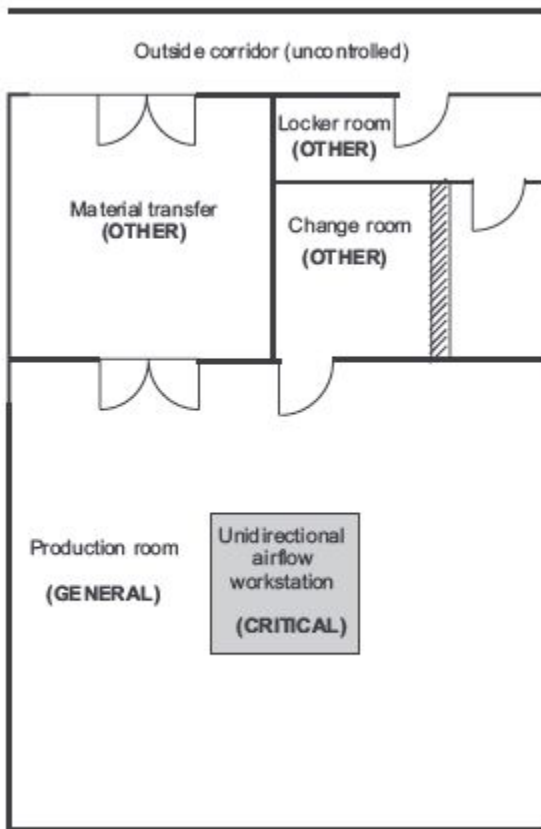 Outside corridor (uncontrolled)
Locker room
(OTHER)
Material transfer
(OTHER)
Change room
(OTHER)
Production room
(GENERAL)
Unidirectional
airflow
workstation
(CRITICAL)